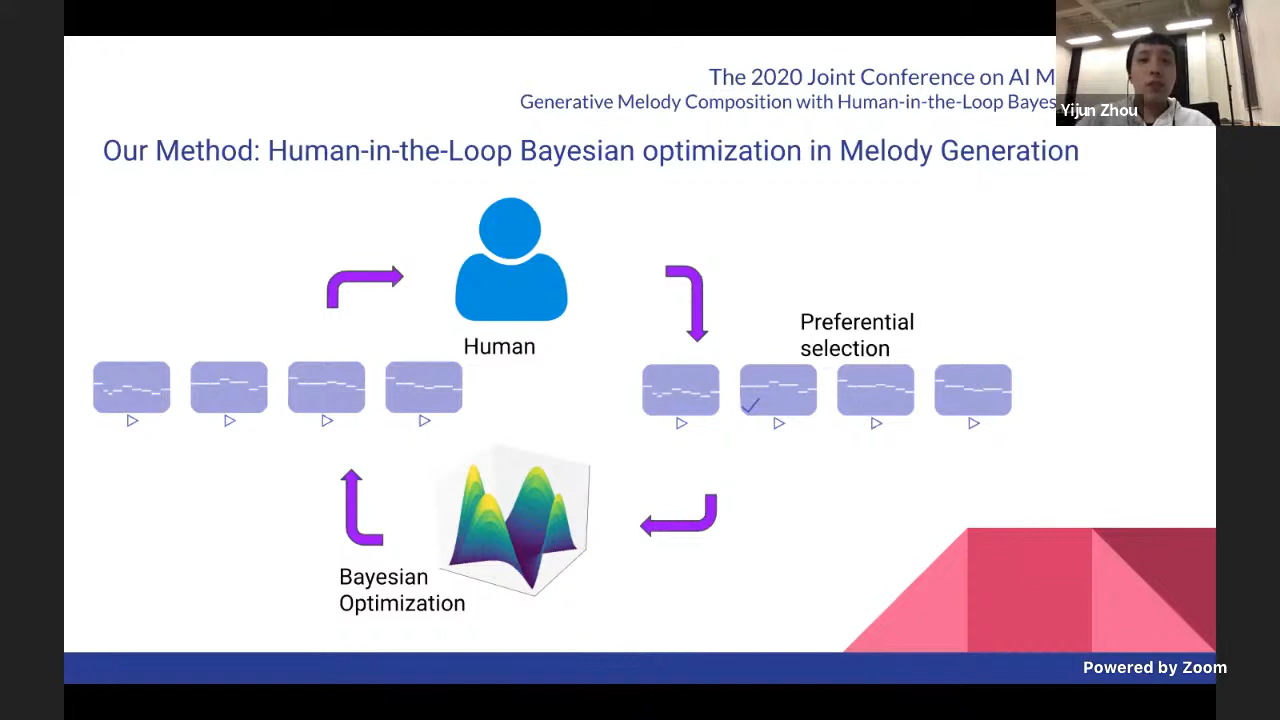 The 2020 Joint Conference on AI M
Generative Melody Composition with Human-in-the-Loop Bayes
Yijun Zhou
Our Method: Human-in-the-Loop Bayesian optimization in Melody Generation
Human
Preferential
selection
Bayesian
Optimization
Powered by Zoom